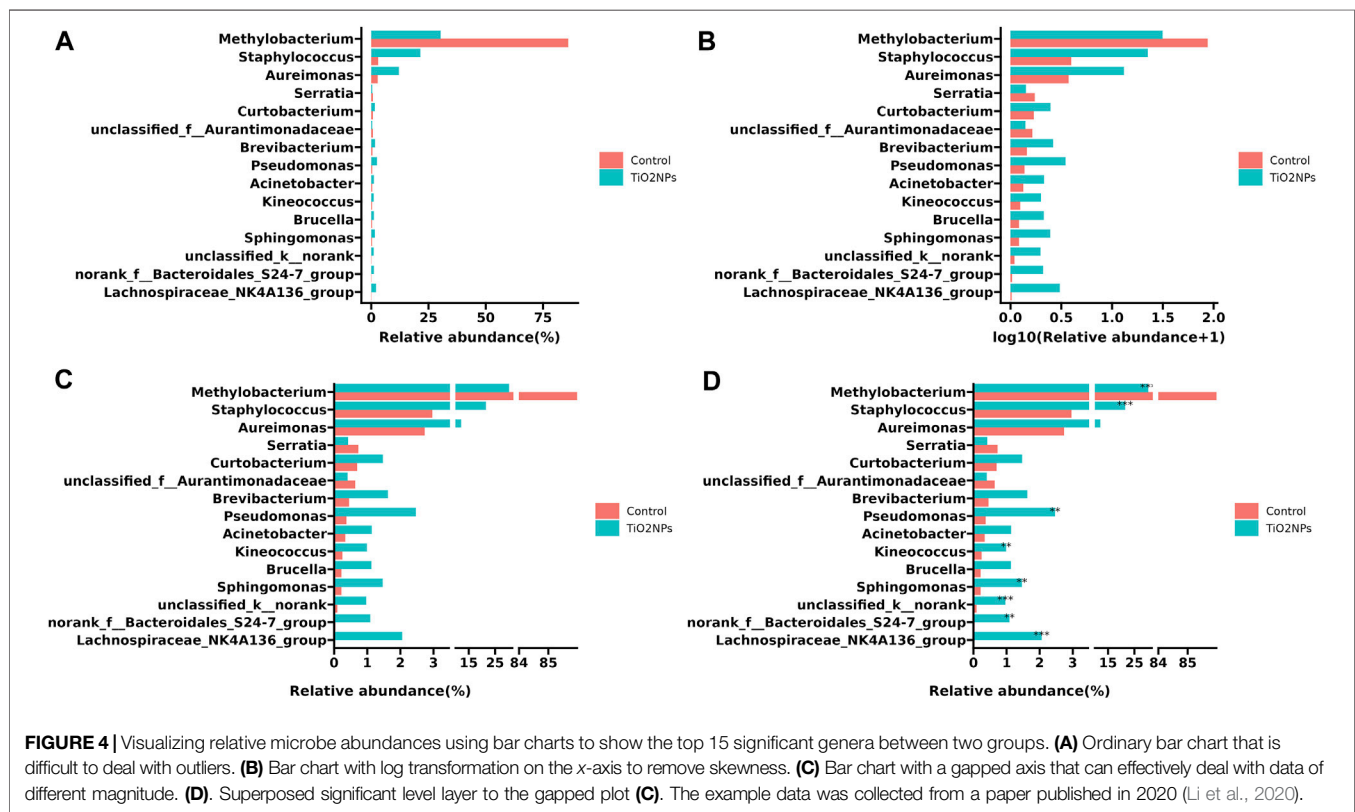 A
Methylobacterium
Staphylococcus
Aureimonas
Serratia
Curtobacterium
unclassified_f__Aurantimonadaceae
Brevibacterium
Pseudomonas
Acinetobacter
Kineococcus
Brucella
Sphingomonas
unclassified_k__norank
norank_f__Bacteroidales_S24-7_group
Lachnospiraceae_NK4A136_group
0 25 50 75
Relative abundance(%)
Control
TiO2NPs
B
Methylobacterium
Staphylococcus
Aureimonas
Serratia
Curtobacterium
unclassified_f__Aurantimonadaceae
Brevibacterium
Pseudomonas
Acinetobacter
Kineococcus
Brucella
Sphingomonas
unclassified_k__norank
norank_f__Bacteroidales_S24-7_group
Lachnospiraceae_NK4A136_group
0.0 0.5 1.0 1.5 2.0
log10(Relative abundance+1)
Control
TiO2NPs
C
Methylobacterium
Staphylococcus
Aureimonas
Serratia
Curtobacterium
unclassified_f__Aurantimonadaceae
Brevibacterium
Pseudomonas
Acinetobacter
Kineococcus
Brucella
Sphingomonas
unclassified_k__norank
norank_f__Bacteroidales_S24-7_group
Lachnospiraceae_NK4A136_group
0 1 2 3 15 25 84 85
Relative abundance(%)
Control
TiO2NPs
D
Methylobacterium ***
Staphylococcus ***
Aureimonas
Serratia
Curtobacterium
unclassified_f__Aurantimonadaceae
Brevibacterium
Pseudomonas **
Acinetobacter
Kineococcus **
Brucella
Sphingomonas **
unclassified_k__norank ***
norank_f__Bacteroidales_S24-7_group **
Lachnospiraceae_NK4A136_group ***
0 1 2 3 15 25 84 85
Relative abundance(%)
Control
TiO2NPs
FIGURE 4 | Visualizing relative microbe abundances using bar charts to show the top 15 significant genera between two groups. (A) Ordinary bar chart that is
difficult to deal with outliers. (B) Bar chart with log transformation on the x-axis to remove skewness. (C) Bar chart with a gapped axis that can effectively deal with data of
different magnitude. (D). Superposed significant level layer to the gapped plot (C). The example data was collected from a paper published in 2020 (Li et al., 2020).